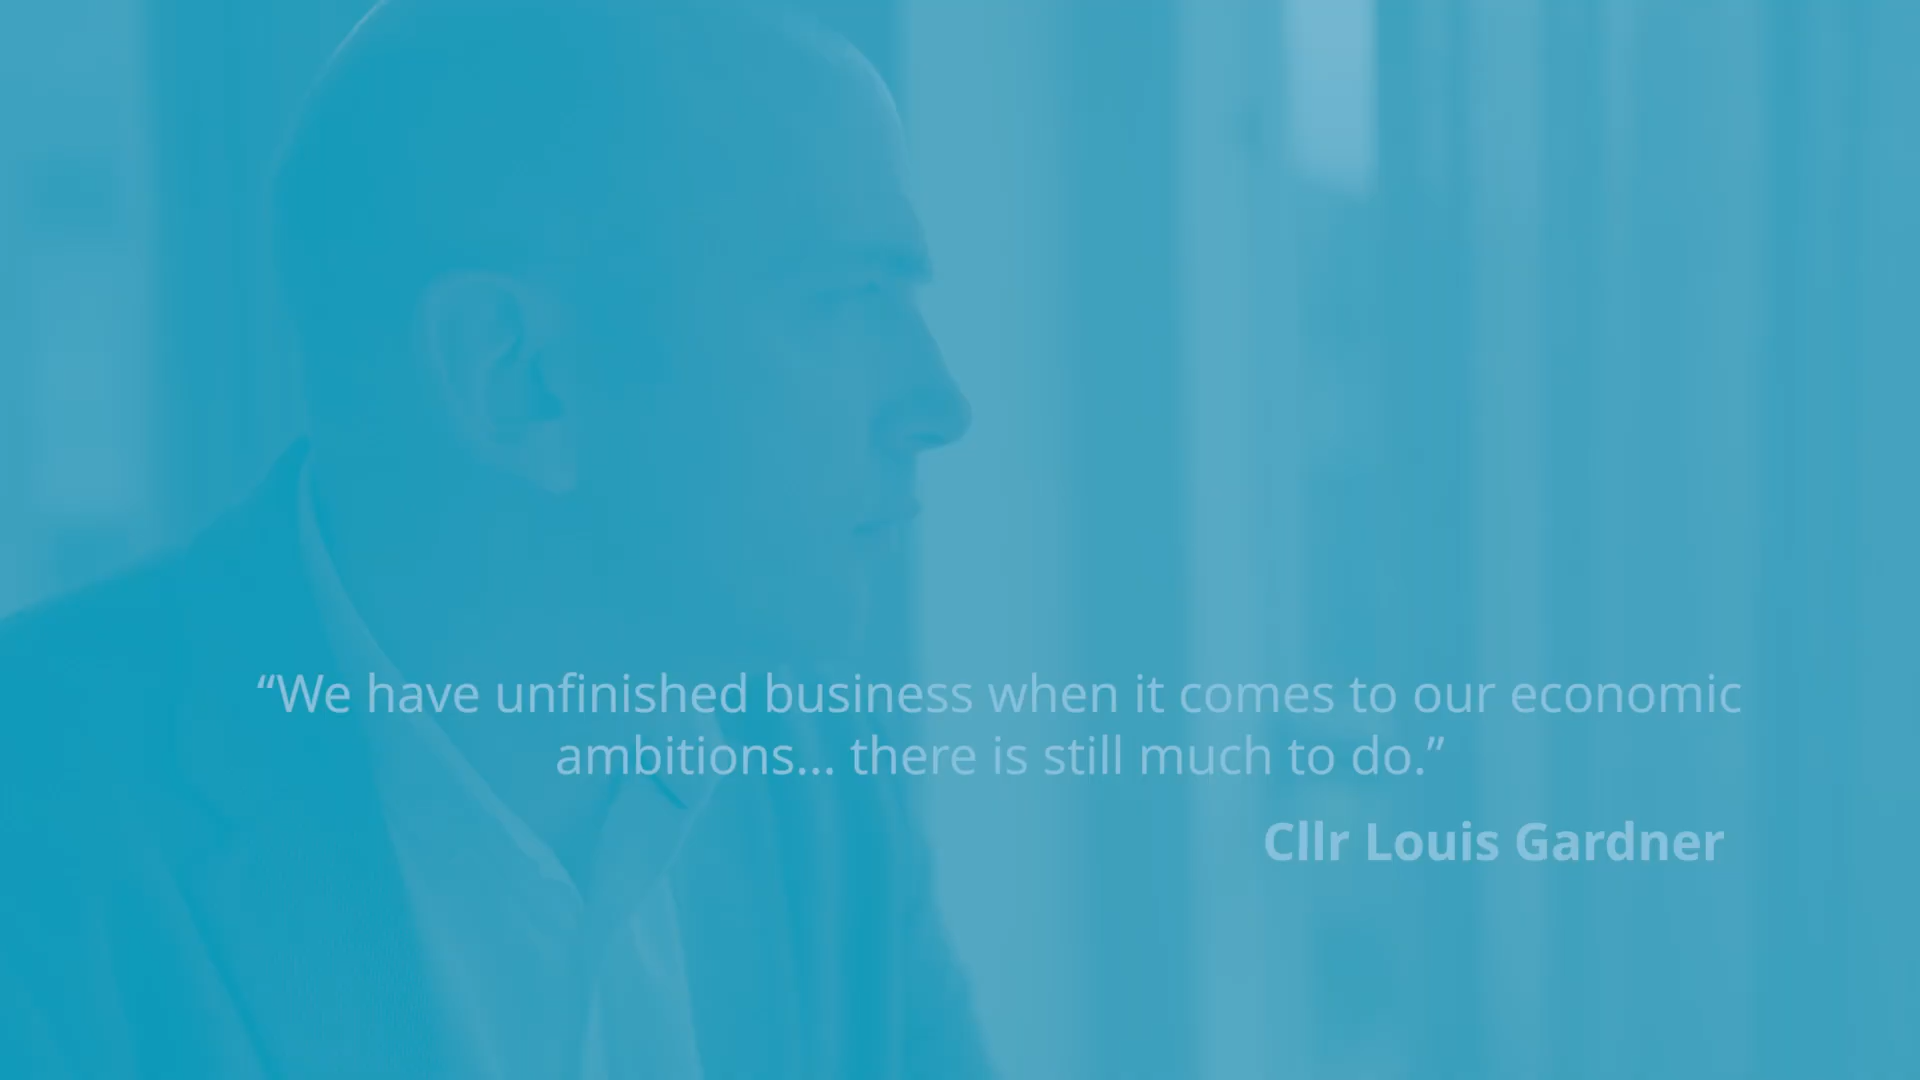 “We have unfinished business when it comes to our economic
ambitions... there is still much to do.”
Cllr Louis Gardner